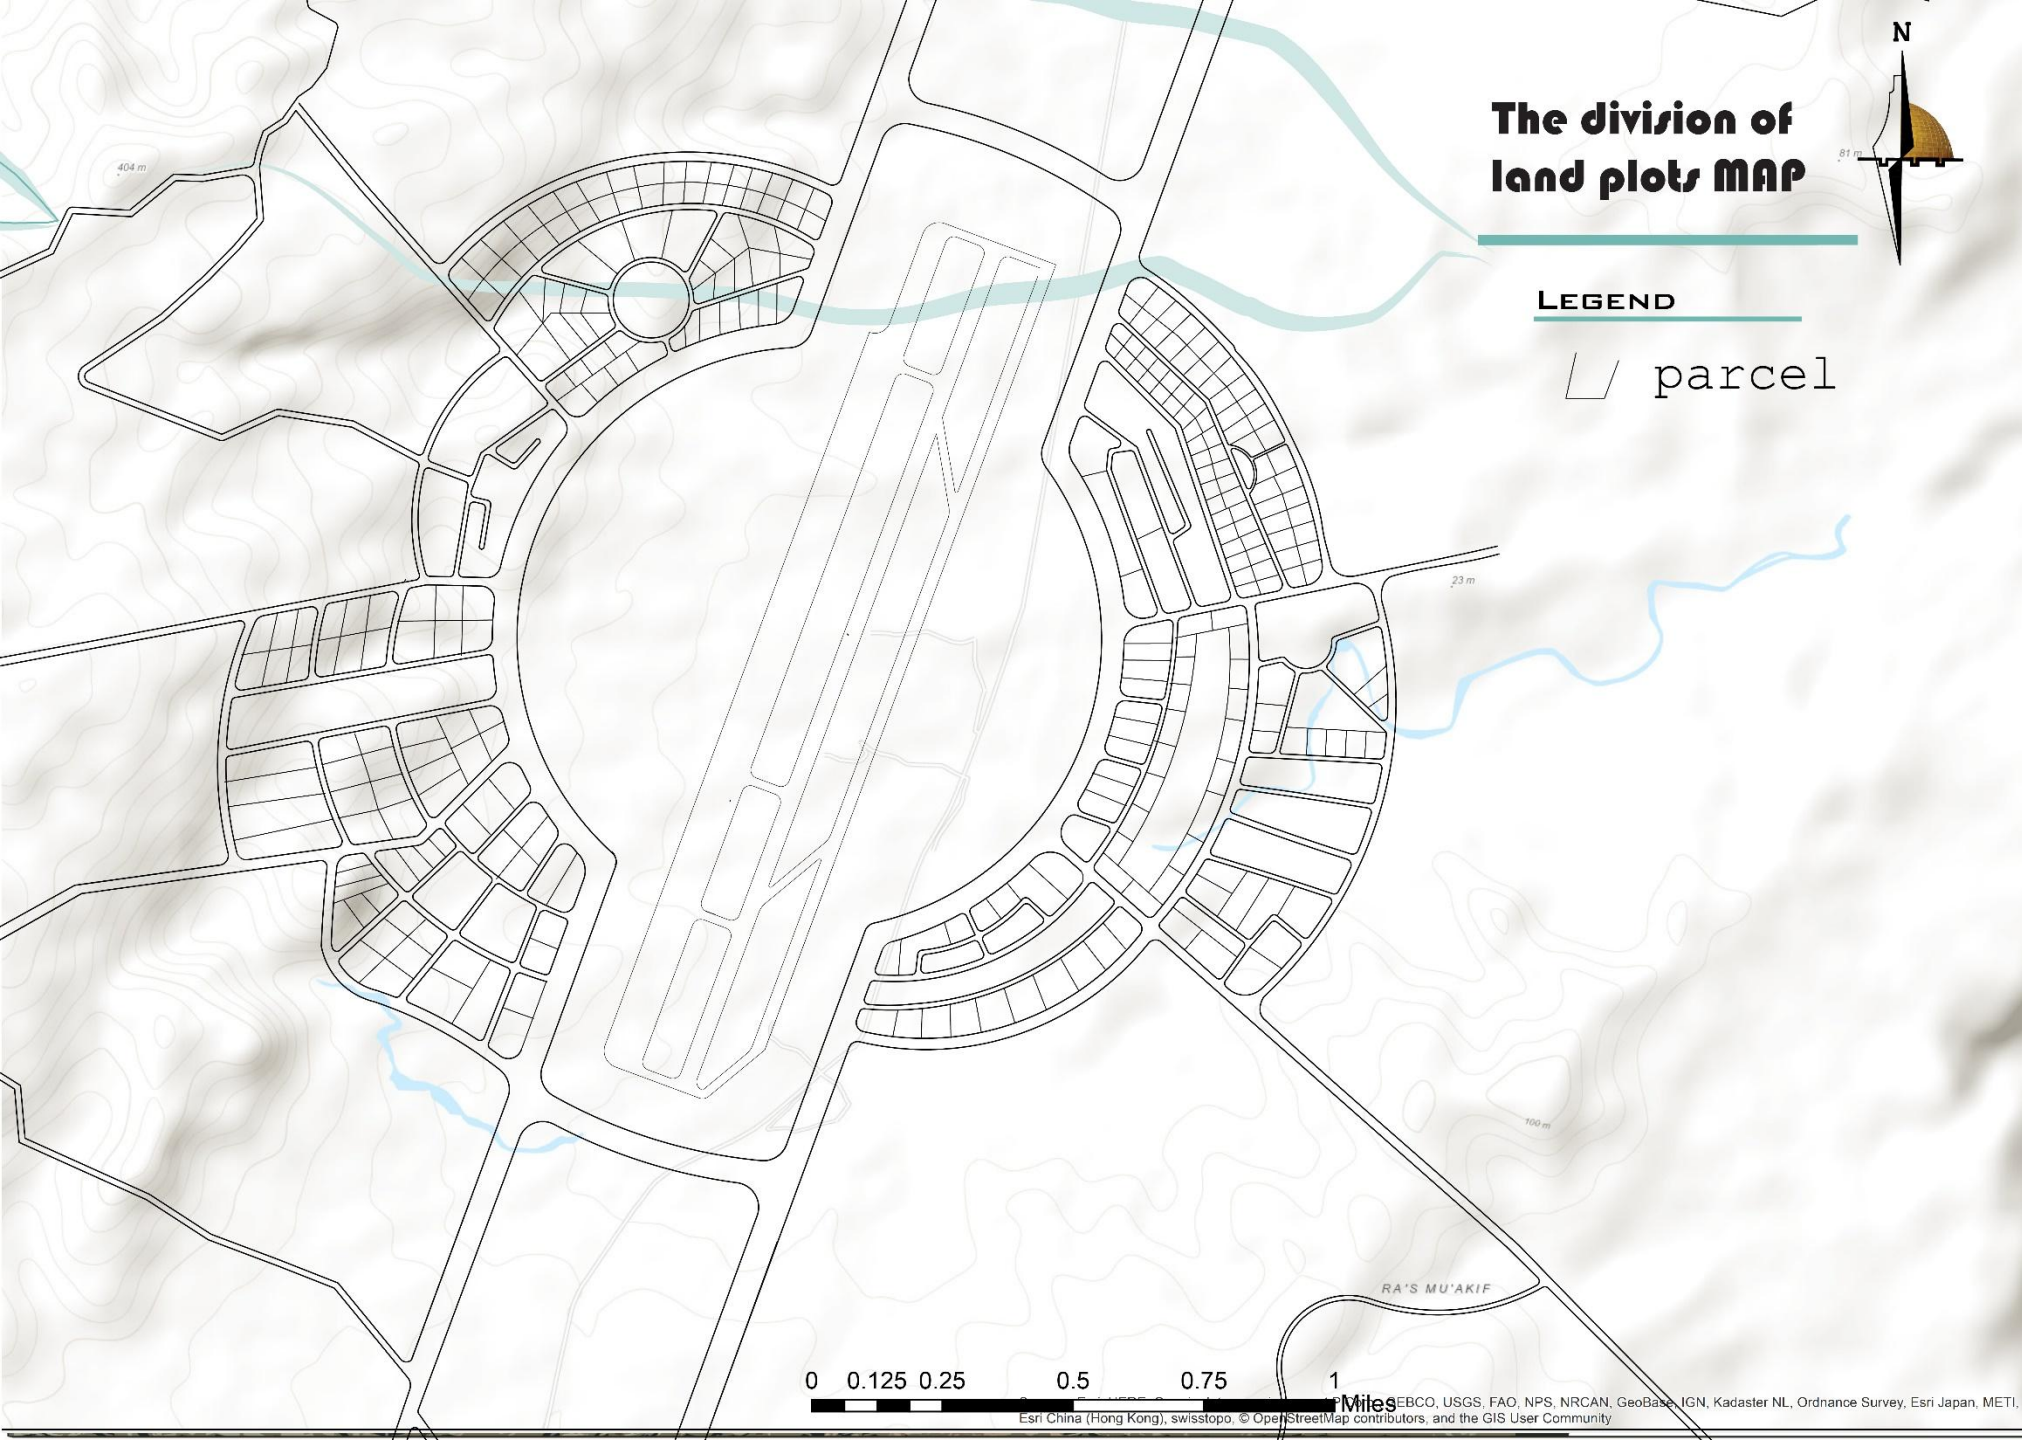 N
The division of
land plots MAP
LEGEND
parcel
404 m
81 m
23 m
100 m
RA'S MU'AKIF
0 0.125 0.25 0.5 0.75 1
Miles
GEBCO, USGS, FAO, NPS, NRCAN, GeoBase, IGN, Kadaster NL, Ordnance Survey, Esri Japan, METI,
Esri China (Hong Kong), swisstopo, © OpenStreetMap contributors, and the GIS User Community